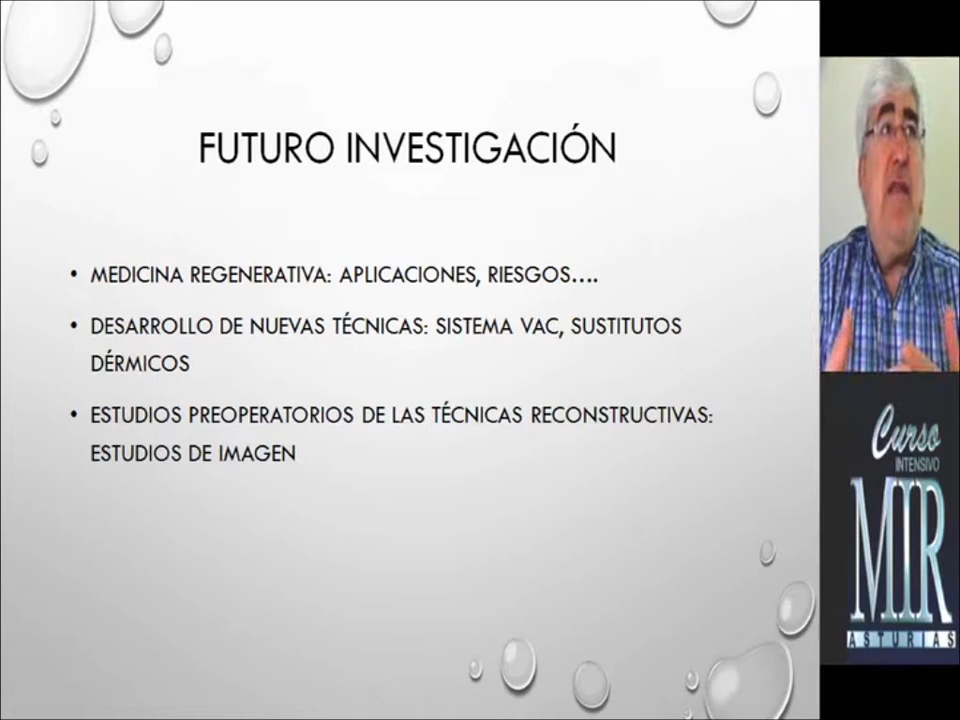 FUTURO INVESTIGACIÓN
• MEDICINA REGENERATIVA: APLICACIONES, RIESGOS....
• DESARROLLO DE NUEVAS TÉCNICAS: SISTEMA VAC, SUSTITUTOS
DÉRMICOS
• ESTUDIOS PREOPERATORIOS DE LAS TÉCNICAS RECONSTRUCTIVAS:
ESTUDIOS DE IMAGEN
Curso
INTENSIVO
MIR
ASTURIAS